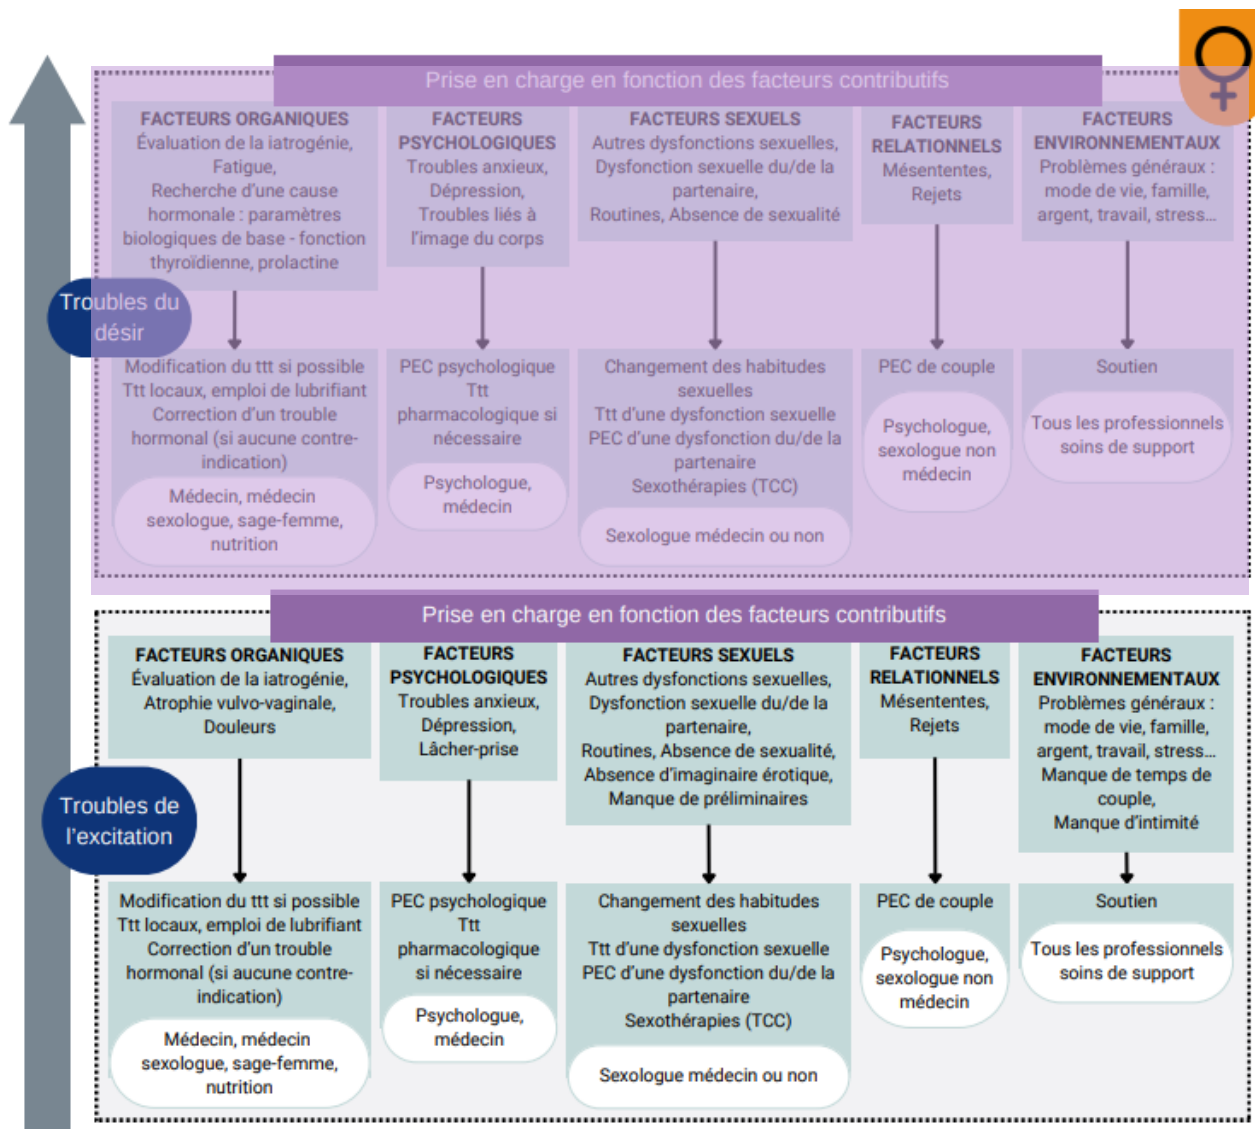 Prise en charge en fonction des facteurs contributifs
FACTEURS ORGANIQUES
Évaluation de la iatrogénie,
Fatigue,
Recherche d'une cause
hormonale : paramètres
biologiques de base - fonction
thyroïdienne, prolactine
FACTEURS
PSYCHOLOGIQUES
Troubles anxieux,
Dépression,
Troubles liés à
l'image du corps
FACTEURS SEXUELS
Autres dysfonctions sexuelles,
Dysfonction sexuelle du/de la
partenaire,
Routines, Absence de sexualité
FACTEURS
RELATIONNELS
Mésententes,
Rejets
FACTEURS
ENVIRONNEMENTAUX
Problèmes généraux :
mode de vie, famille,
argent, travail, stress...
Troubles du
désir
Modification du ttt si possible
Ttt locaux, emploi de lubrifiant
Correction d'un trouble
hormonal (si aucune contre-
indication)
Médecin, médecin
sexologue, sage-femme,
nutrition
PEC psychologique
Ttt
pharmacologique si
nécessaire
Psychologue,
médecin
Changement des habitudes
sexuelles
Ttt d'une dysfonction sexuelle
PEC d'une dysfonction du/de la
partenaire
Sexothérapies (TCC)
Sexologue médecin ou non
PEC de couple
Psychologue,
sexologue non
médecin
Soutien
Tous les professionnels
soins de support
Prise en charge en fonction des facteurs contributifs
FACTEURS ORGANIQUES
Évaluation de la iatrogénie,
Atrophie vulvo-vaginale,
Douleurs
FACTEURS
PSYCHOLOGIQUES
Troubles anxieux,
Dépression,
Lâcher-prise
FACTEURS SEXUELS
Autres dysfonctions sexuelles,
Dysfonction sexuelle du/de la
partenaire,
Routines, Absence de sexualité,
Absence d'imaginaire érotique,
Manque de préliminaires
FACTEURS
RELATIONNELS
Mésententes,
Rejets
FACTEURS
ENVIRONNEMENTAUX
Problèmes généraux :
mode de vie, famille,
argent, travail, stress...
Manque de temps de
couple,
Manque d'intimité
Troubles de
l'excitation
Modification du ttt si possible
Ttt locaux, emploi de lubrifiant
Correction d'un trouble
hormonal (si aucune contre-
indication)
Médecin, médecin
sexologue, sage-femme,
nutrition
PEC psychologique
Ttt
pharmacologique
si nécessaire
Psychologue,
médecin
Changement des habitudes
sexuelles
Ttt d'une dysfonction sexuelle
PEC d'une dysfonction du/de la
partenaire
Sexothérapies (TCC)
Sexologue médecin ou non
PEC de couple
Psychologue,
sexologue non
médecin
Soutien
Tous les professionnels
soins de support